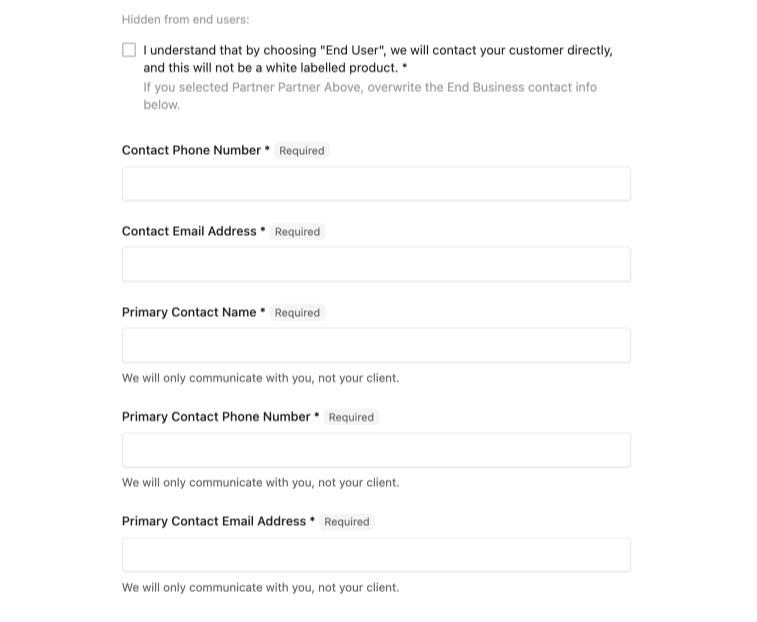 Hidden from end users:
I understand that by choosing "End User", we will contact your customer directly,
and this will not be a white labelled product. *
If you selected Partner Partner Above, overwrite the End Business contact info
below.
Contact Phone Number * Required
Contact Email Address * Required
Primary Contact Name * Required
We will only communicate with you, not your client.
Primary Contact Phone Number * Required
We will only communicate with you, not your client.
Primary Contact Email Address * Required
We will only communicate with you, not your client.